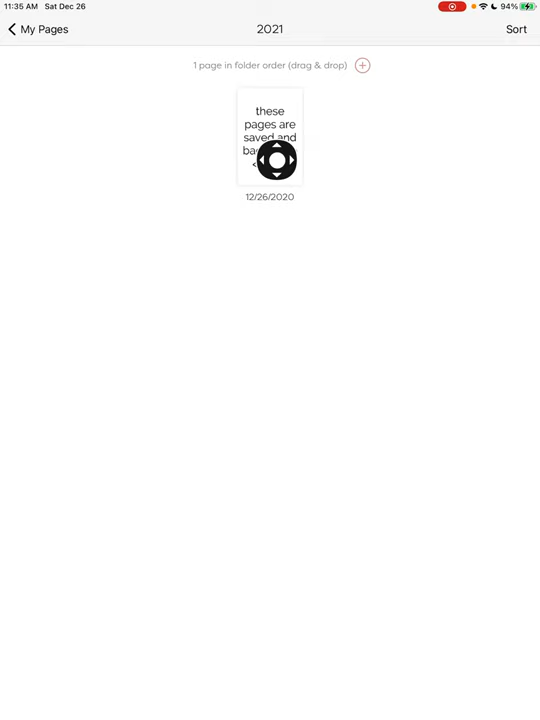 11:35 AM Sat Dec 26
94%
My Pages
2021
Sort
1 page in folder order (drag & drop)
these
pages are
saved and
12/26/2020